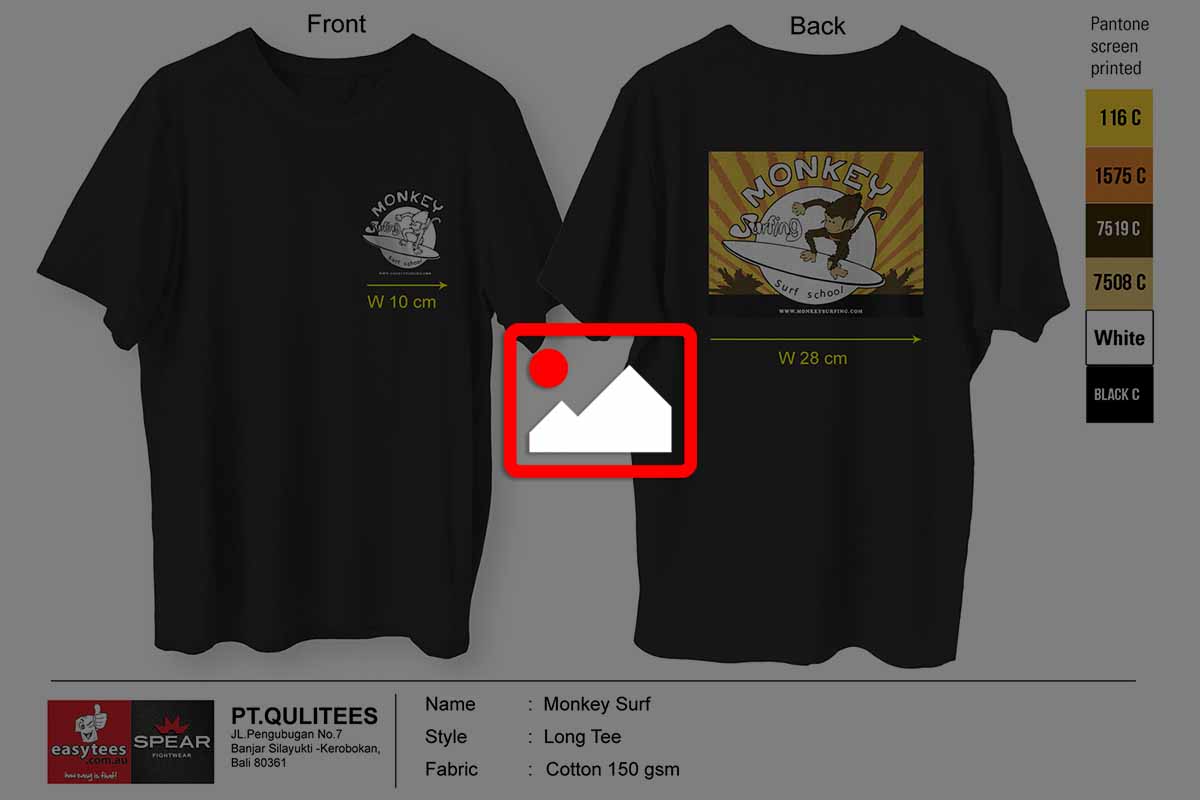 Front
Back
Pantone
screen
printed
116 C
1575 C
7519 C
7508 C
White
BLACK C
MONKEY
Surfing
Surf school
W 10 cm
MONKEY
Surfing
Surf school
WWW.MONKEYSURFING.COM
W 28 cm
easytees
.com.au
how easy is that!
SPEAR
FIGHTWEAR
PT.QULITEES
JL.Pengubugan No.7
Banjar Silayukti -Kerobokan,
Bali 80361
Name : Monkey Surf
Style : Long Tee
Fabric : Cotton 150 gsm